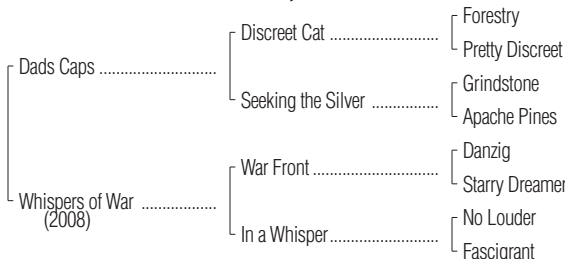 Forestry
Discreet Cat ....................
Pretty Discreet
Dads Caps ......................
Grindstone
Seeking the Silver ............
Apache Pines
Danzig
War Front .......................
Starry Dreamer
Whispers of War ..............
(2008)
No Louder
In a Whisper ....................
Fascigrant